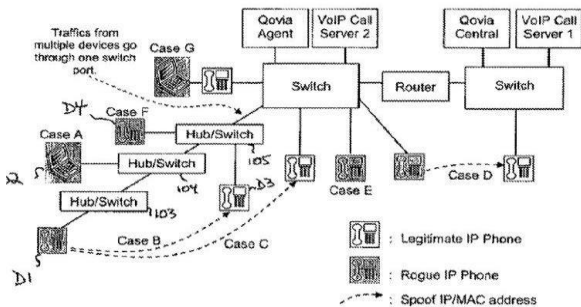 Traffics from
multiple devices go
through one switch
port.
Case G
Qovia
Agent
VoIP Call
Server 2
Qovia
Central
VoIP Call
Server 1
Switch
Router
Switch
D4
Case F
Case A
Hub/Switch
105
Hub/Switch
104
D3
Case E
Case D
2
Hub/Switch
103
Case B
Case C
D1
: Legitimate IP Phone
: Rogue IP Phone
: Spoof IP/MAC address